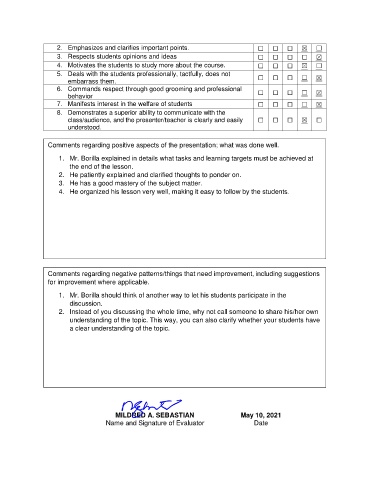 2. Emphasizes and clarifies important points. ☐ ☐ ☐ ☒ ☐
3. Respects students opinions and ideas ☐ ☐ ☐ ☐ ☒
4. Motivates the students to study more about the course. ☐ ☐ ☐ ☒ ☐
5. Deals with the students professionally, tactfully, does not
embarrass them. ☐ ☐ ☐ ☐ ☒
6. Commands respect through good grooming and professional
behavior ☐ ☐ ☐ ☐ ☒
7. Manifests interest in the welfare of students ☐ ☐ ☐ ☐ ☒
8. Demonstrates a superior ability to communicate with the
class/audience, and the presenter/teacher is clearly and easily
understood. ☐ ☐ ☐ ☒ ☐
Comments regarding positive aspects of the presentation; what was done well.
1. Mr. Borilla explained in details what tasks and learning targets must be achieved at
the end of the lesson.
2. He patiently explained and clarified thoughts to ponder on.
3. He has a good mastery of the subject matter.
4. He organized his lesson very well, making it easy to follow by the students.
Comments regarding negative patterns/things that need improvement, including suggestions
for improvement where applicable.
1. Mr. Borilla should think of another way to let his students participate in the
discussion.
2. Instead of you discussing the whole time, why not call someone to share his/her own
understanding of the topic. This way, you can also clarify whether your students have
a clear understanding of the topic.
MILDRED A. SEBASTIAN May 10, 2021
Name and Signature of Evaluator Date